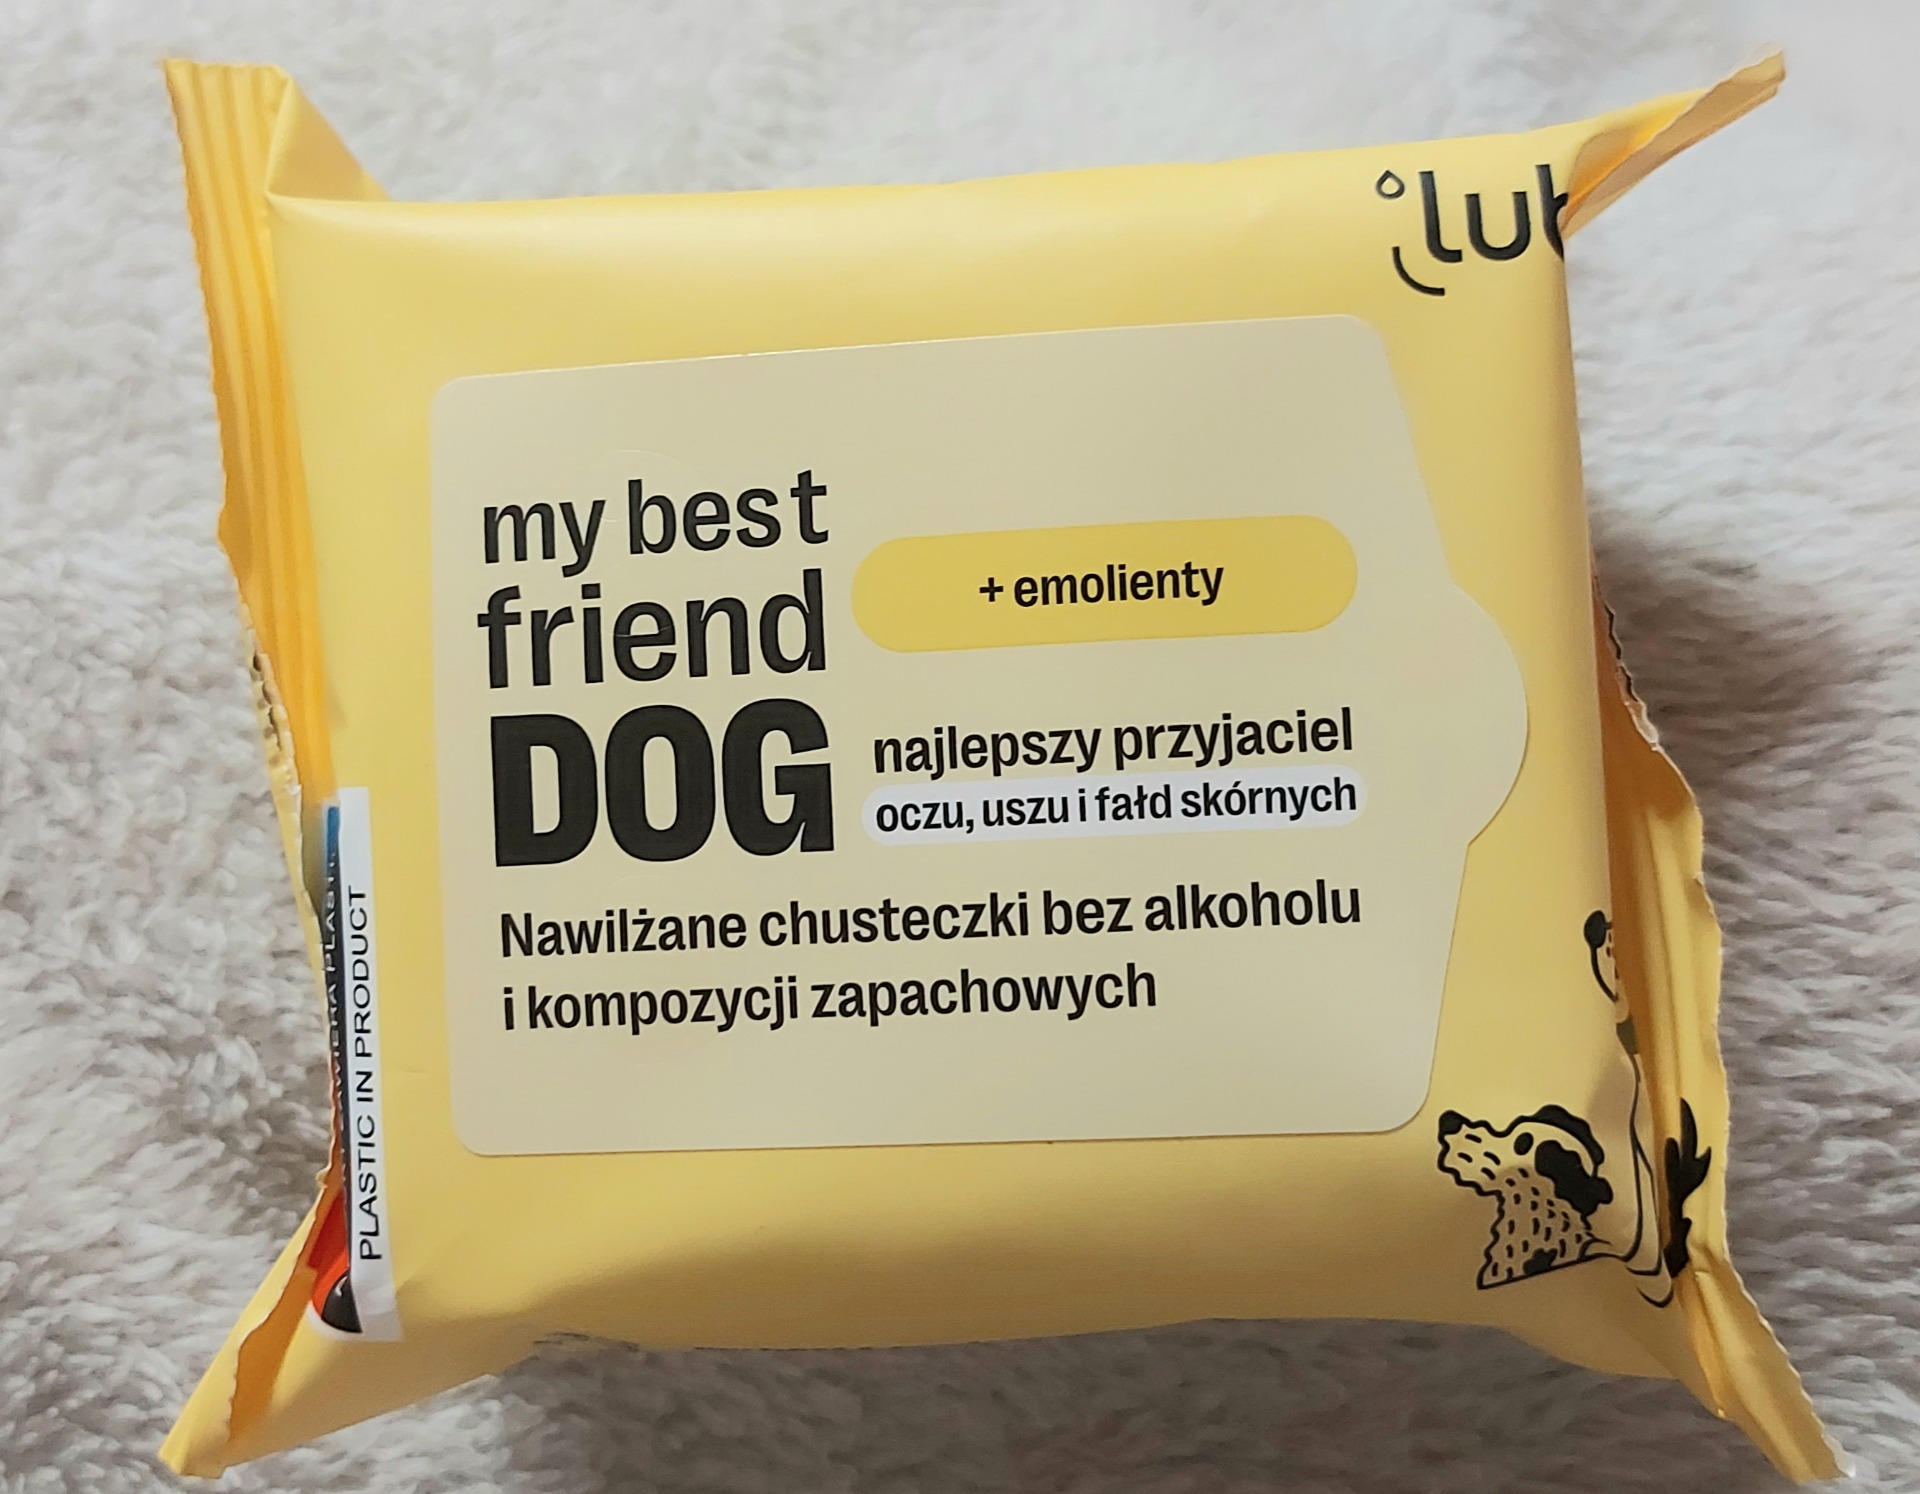 lub
my best
friend
DOG
+ emolienty
najlepszy przyjaciel
oczu, uszu i fałd skórnych
Nawilżane chusteczki bez alkoholu
i kompozycji zapachowych
PLASTIC IN PRODUCT